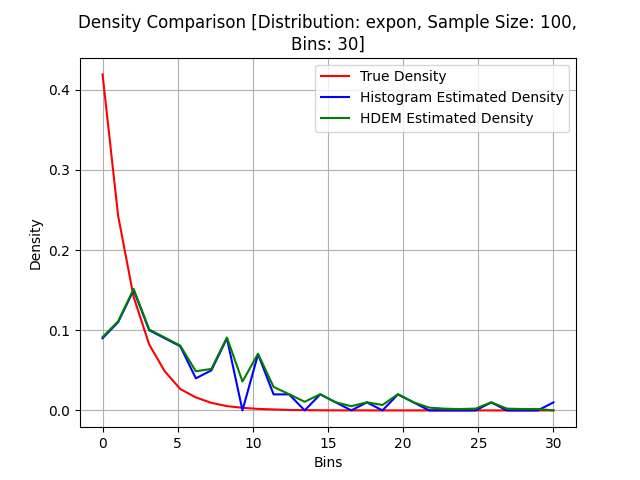 Density Comparison [Distribution: expon, Sample Size: 100,
Bins: 30]
True Density
Histogram Estimated Density
HDEM Estimated Density
Density
0.4
0.3
0.2
0.1
0.0
0 5 10 15 20 25 30
Bins